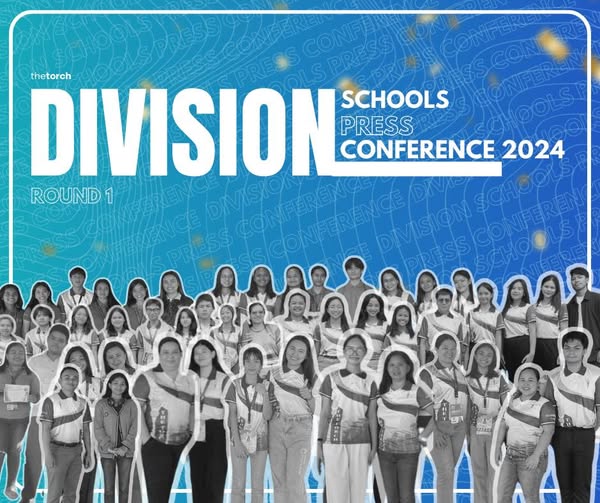 thetorch
DIVISION
SCHOOLS
PRESS
CONFERENCE 2024
ROUND 1